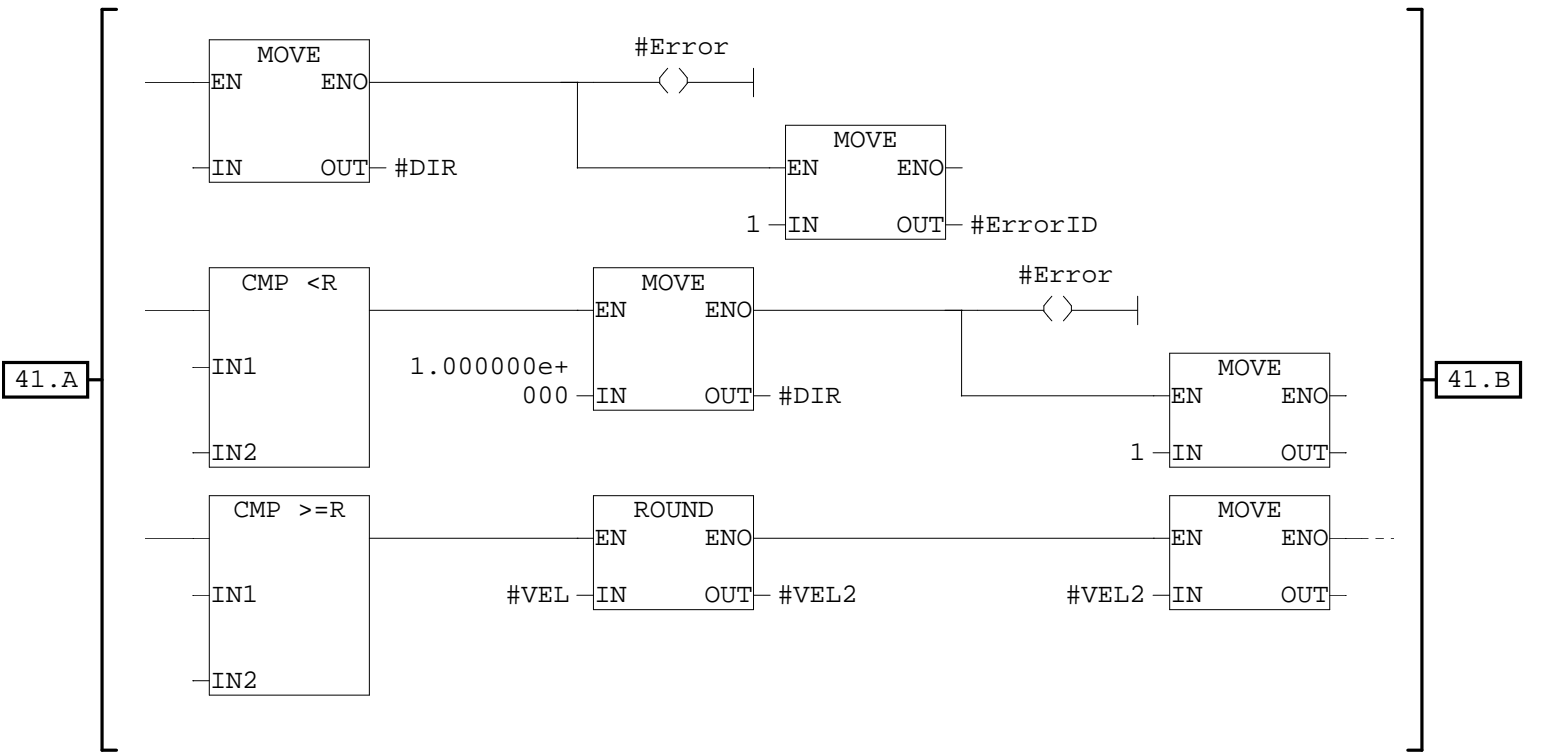 MOVE
#Error
EN ENO
MOVE
IN OUT #DIR
EN ENO
1 IN OUT #ErrorID
CMP <R
MOVE
#Error
EN ENO
IN1
1.000000e+
000 IN OUT #DIR
MOVE
41.A
41.B
EN ENO
IN2
1 IN OUT
CMP >=R
ROUND
MOVE
EN ENO
EN ENO
IN1
#VEL IN OUT #VEL2
#VEL2 IN OUT
IN2